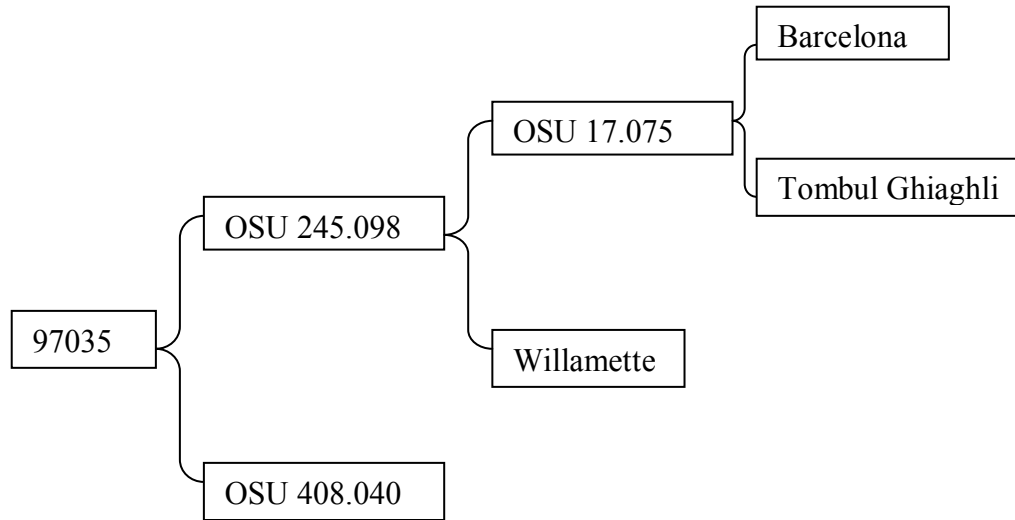 Barcelona
OSU 17.075
Tombul Ghiaghli
OSU 245.098
97035
Willamette
OSU 408.040